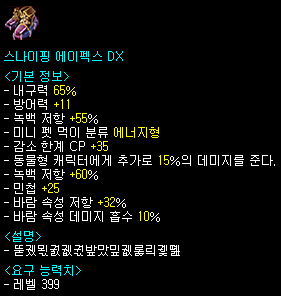 스나이핑 에이펙스 DX
<기본 정보>
- 내구력 65%
- 방어력 +11
- 녹백 저항 +55%
- 미니 펫 먹이 분류 에너지형
- 감소 한계 CP +35
- 동물형 캐릭터에게 추가로 15%의 데미지를 준다.
- 녹백 저항 +60%
- 민첩 +25
- 바람 속성 저항 +32%
- 바람 속성 데미지 흡수 10%
<설명>
-
<요구 능력치>
- 레벨 399